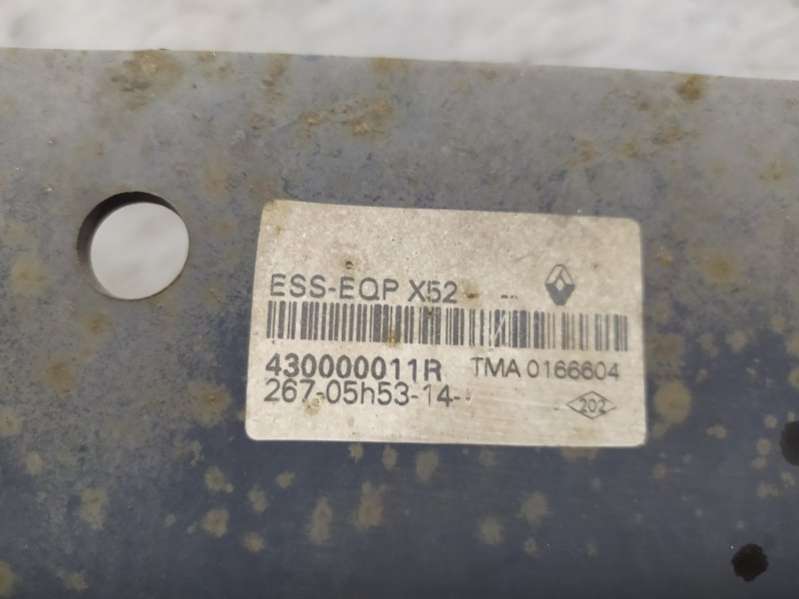 ESS-EQP X52 --
430000011R TMA 0166604
267-05h53-14-
202